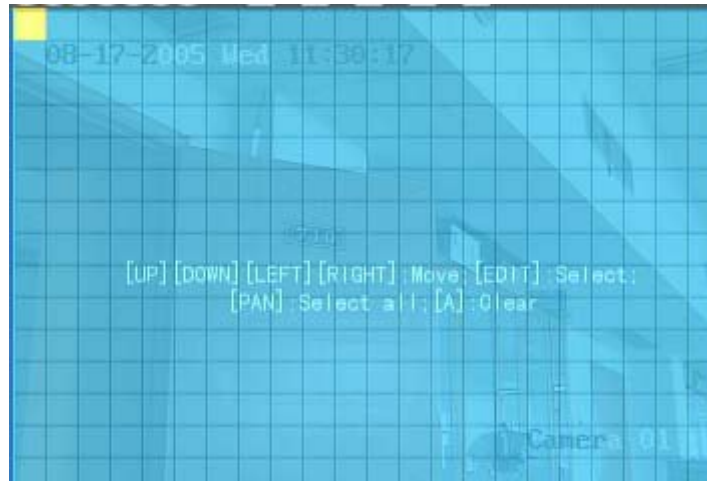 08-17-2005 Wed 11:30:17
[UP][DOWN][LEFT][RIGHT]:Move;[EDIT]:Select;
[PAN]:Select all;[A]:Clear
Camera 01